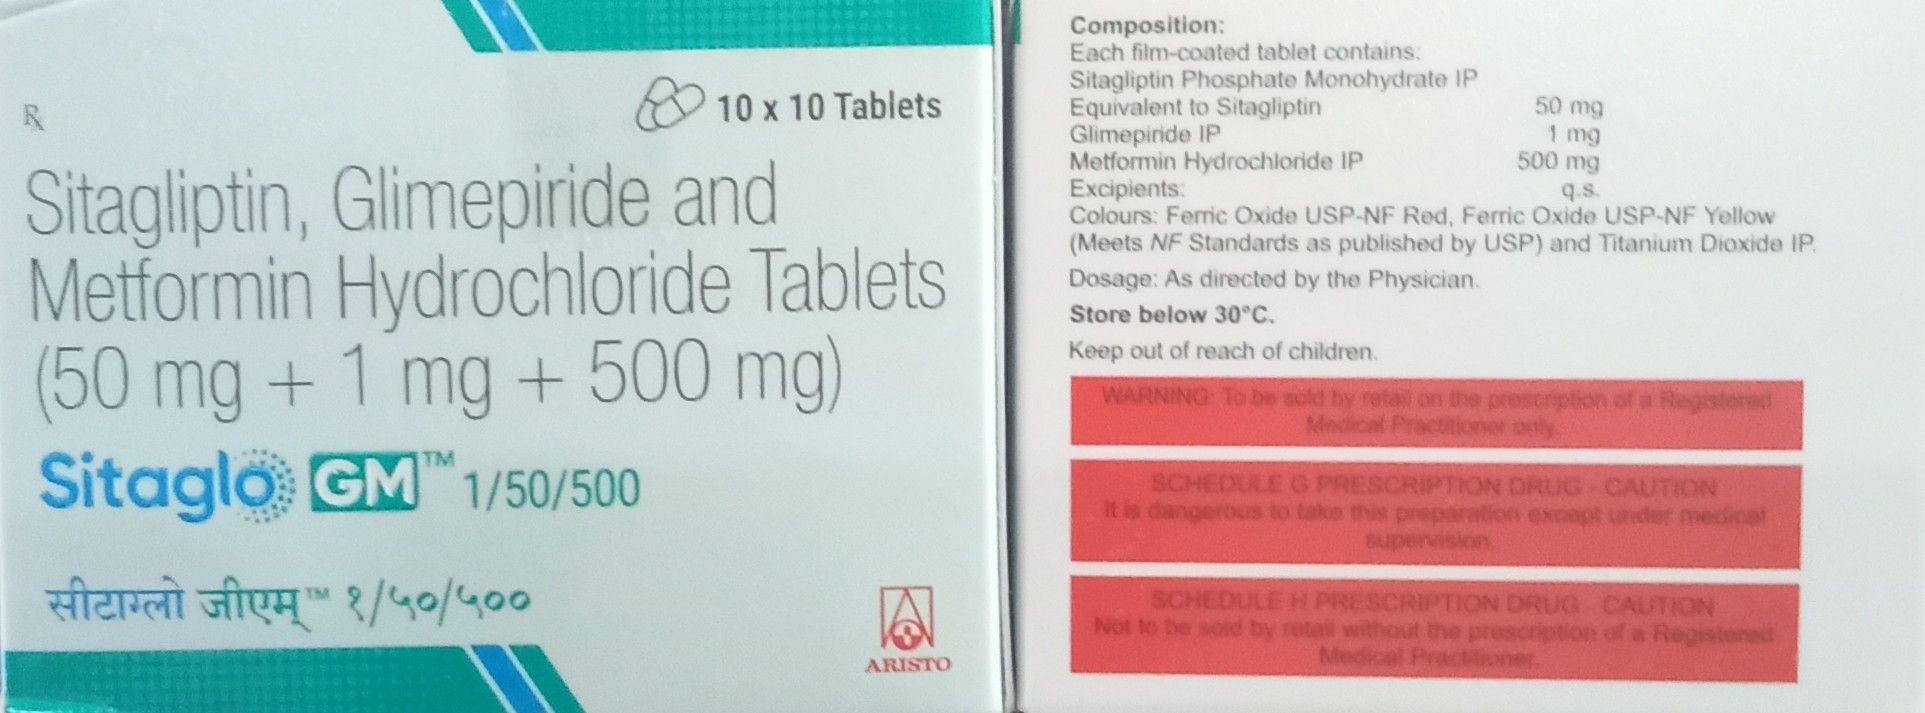 Rx
10 x 10 Tablets
Sitagliptin, Glimepiride and
Metformin Hydrochloride Tablets
(50 mg + 1 mg + 500 mg)
Sitaglo GM™ 1/50/500
सीटाग्लो जीएम्™ १/५०/५००
ARISTO
Composition:
Each film-coated tablet contains:
Sitagliptin Phosphate Monohydrate IP
Equivalent to Sitagliptin 50 mg
Glimepiride IP 1 mg
Metformin Hydrochloride IP 500 mg
Excipients: q.s.
Colours: Ferric Oxide USP-NF Red, Ferric Oxide USP-NF Yellow
(Meets NF Standards as published by USP) and Titanium Dioxide IP.
Dosage: As directed by the Physician.
Store below 30°C.
Keep out of reach of children.
WARNING: To be sold by retail on the prescription of a Registered
Medical Practitioner only.
SCHEDULE G PRESCRIPTION DRUG - CAUTION
It is dangerous to take this preparation except under medical
supervision.
SCHEDULE H PRESCRIPTION DRUG - CAUTION
Not to be sold by retail without the prescription of a Registered
Medical Practitioner.